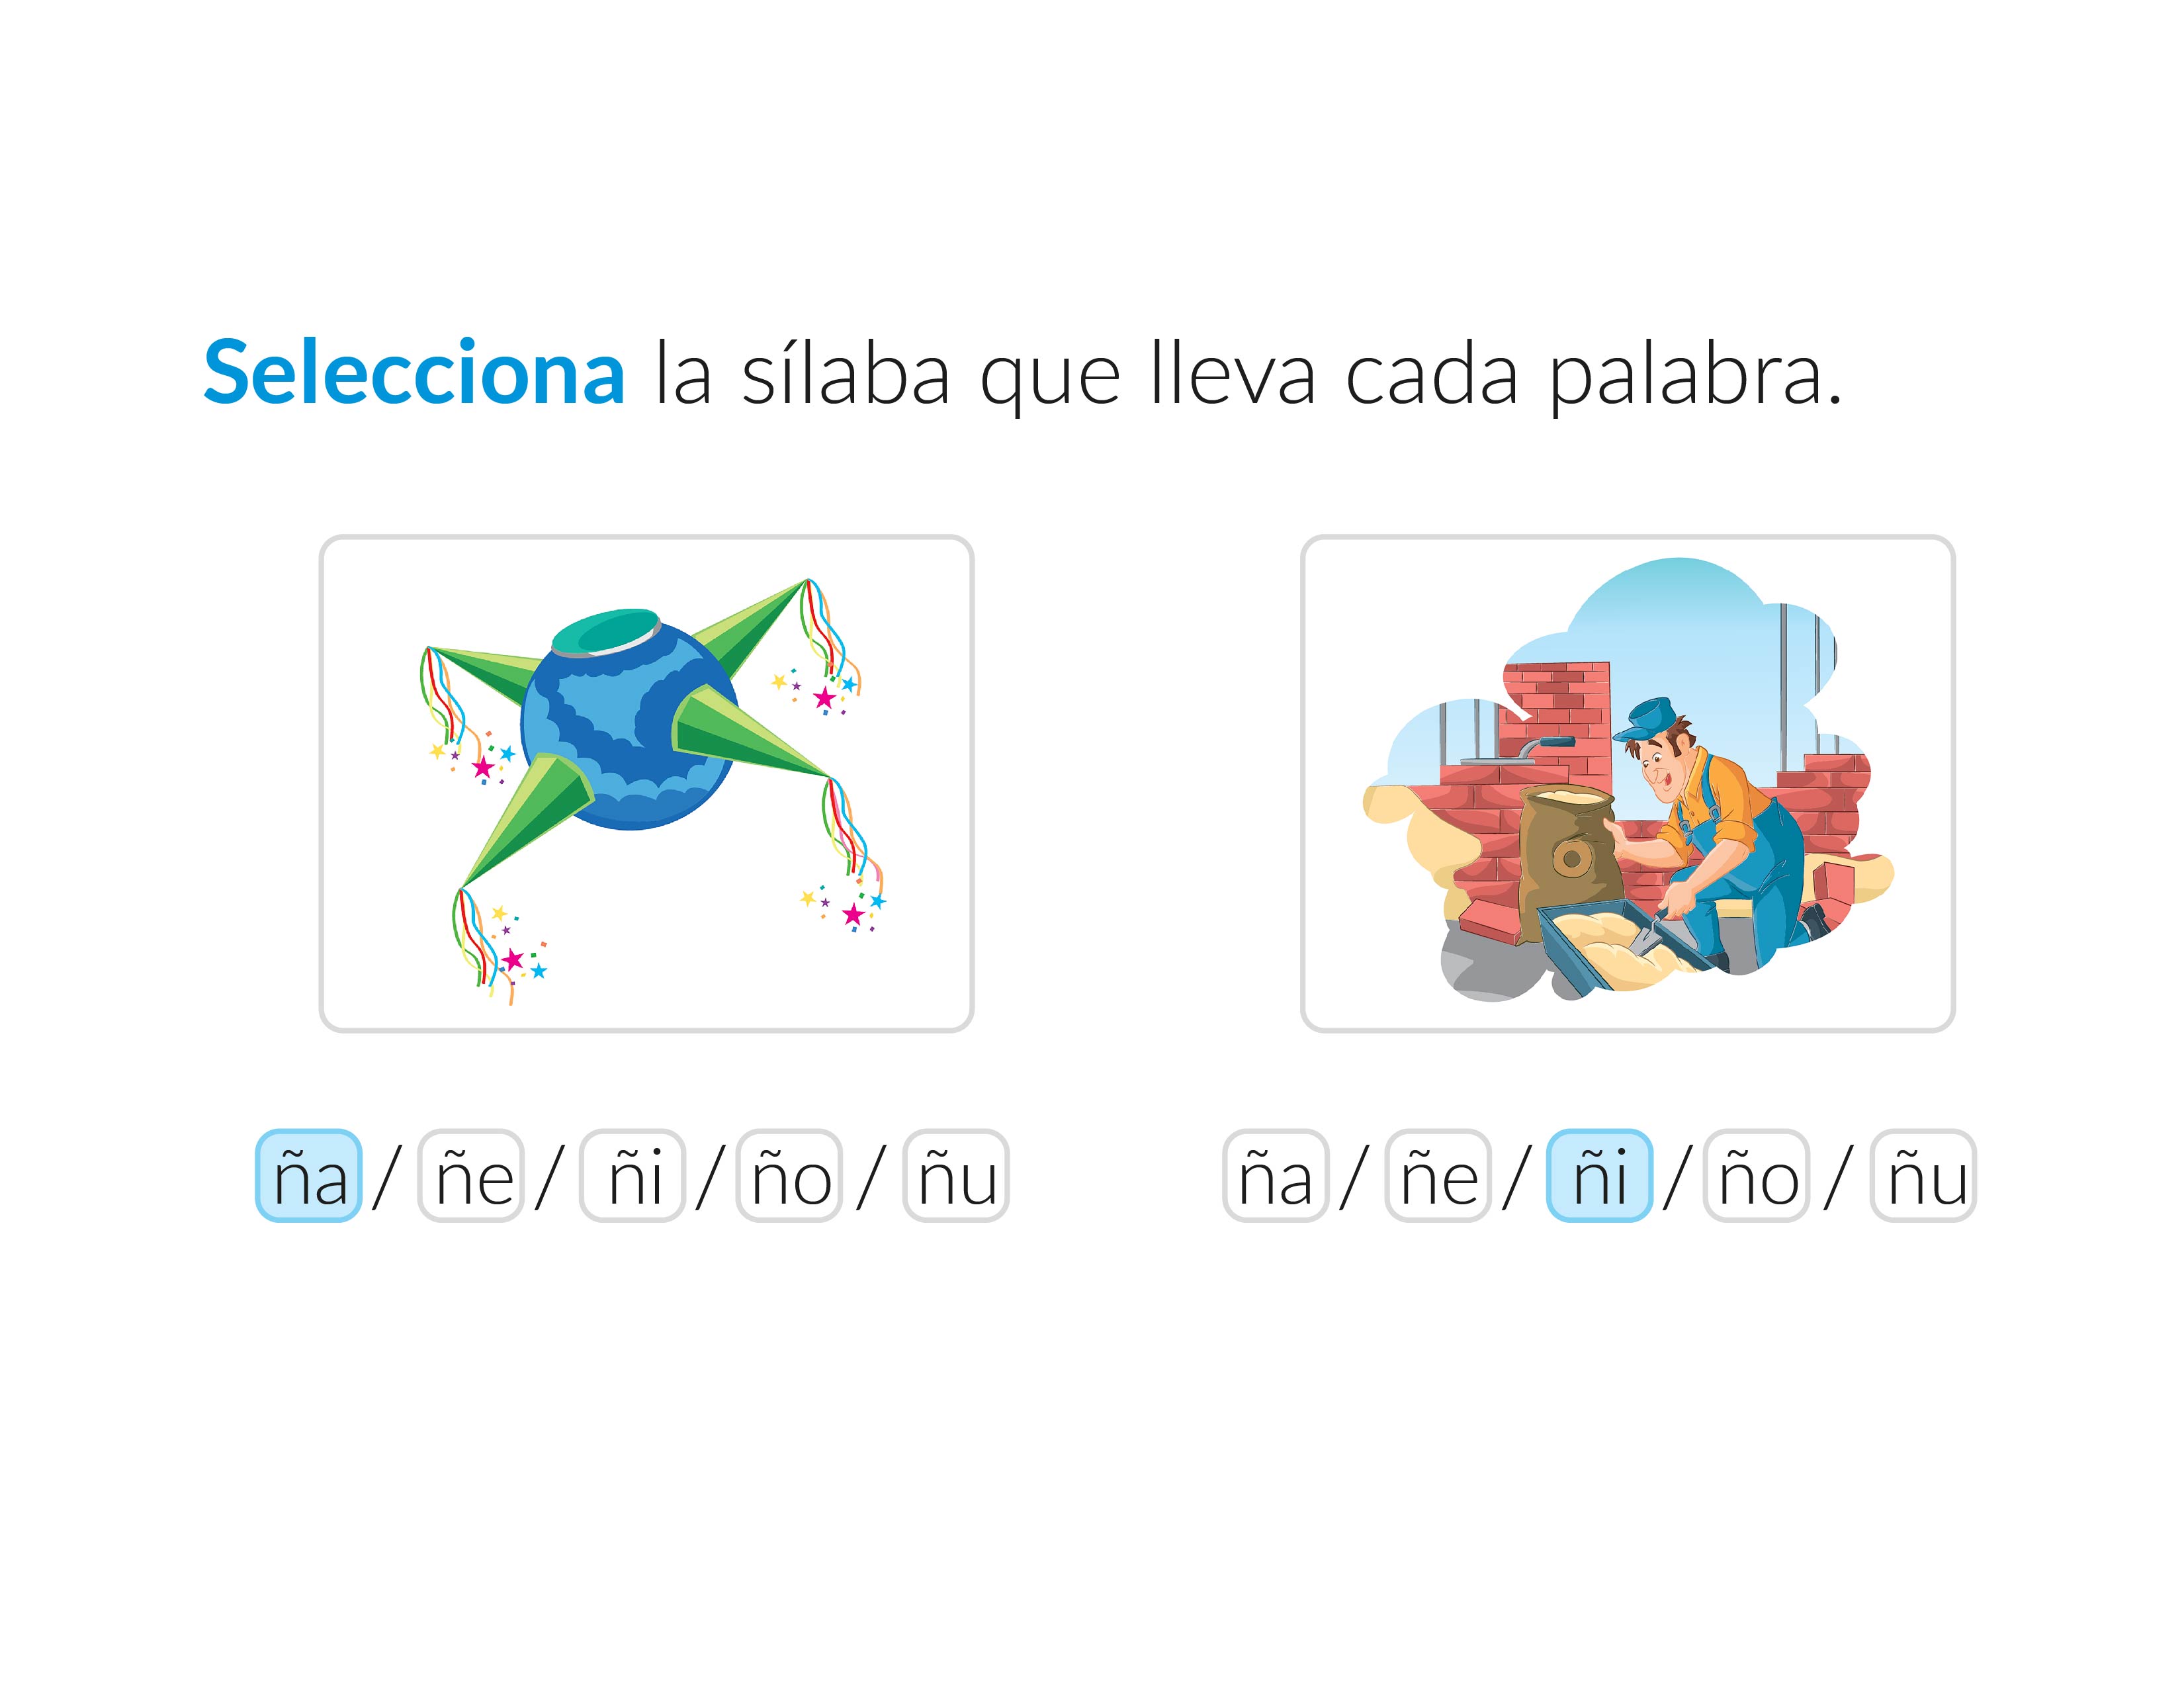 Selecciona la sílaba que lleva cada palabra.
ña / ñe / ñi / ño / ñu
ña / ñe / ñi / ño / ñu